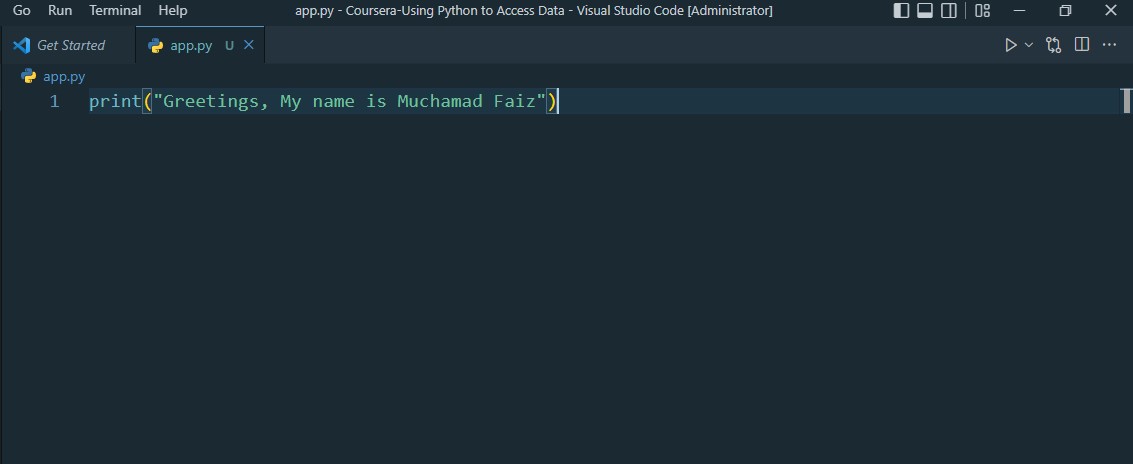 Go Run Terminal Help app.py - Coursera-Using Python to Access Data - Visual Studio Code [Administrator]
Get Started app.py U
app.py
1 print("Greetings, My name is Muchamad Faiz")